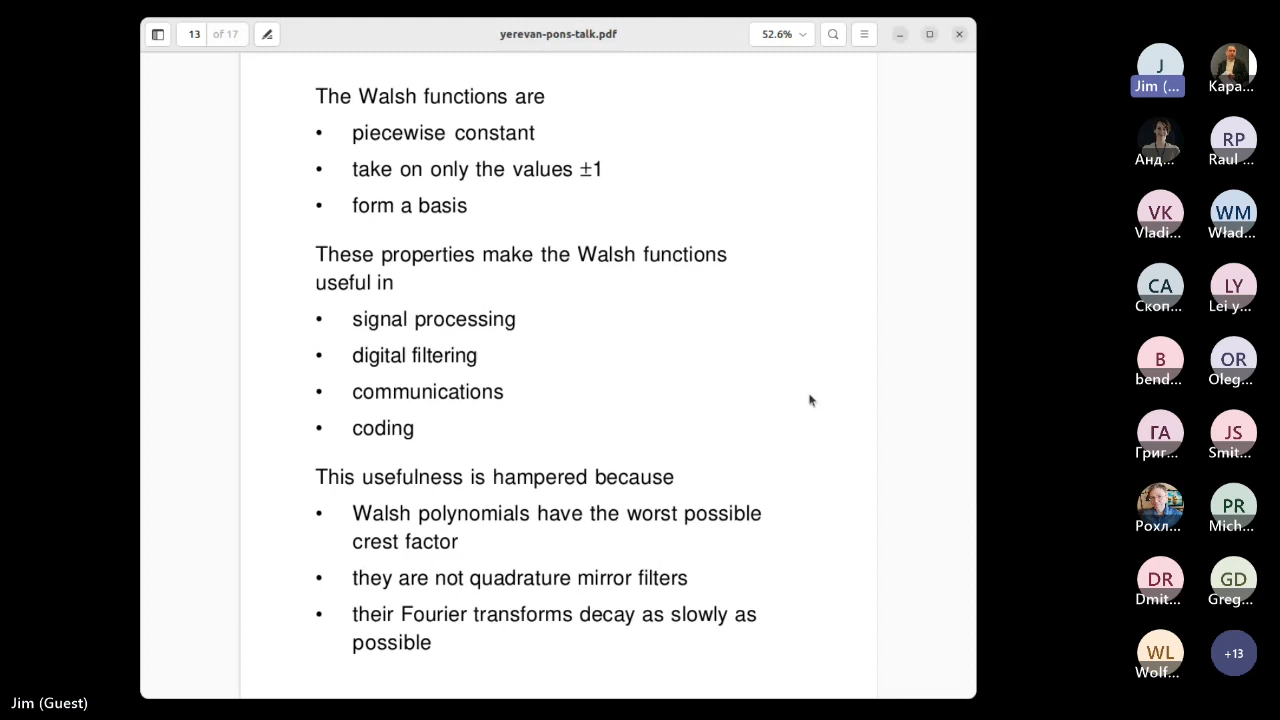 13 of 17
yerevan-pons-talk.pdf
52.6%
The Walsh functions are
• piecewise constant
• take on only the values ±1
• form a basis
These properties make the Walsh functions
useful in
• signal processing
• digital filtering
• communications
• coding
This usefulness is hampered because
• Walsh polynomials have the worst possible
crest factor
• they are not quadrature mirror filters
• their Fourier transforms decay as slowly as
possible
J
Jim (...
Кара...
Анд...
RP
Raul ...
VK
Vladi...
WM
Wład...
CA
Скоп...
LY
Lei y...
B
bend...
OR
Oleg...
ГА
Григ...
JS
Smit...
Рохл...
PR
Mich...
DR
Dmit...
GD
Greg...
WL
Wolf...
+13
Jim (Guest)